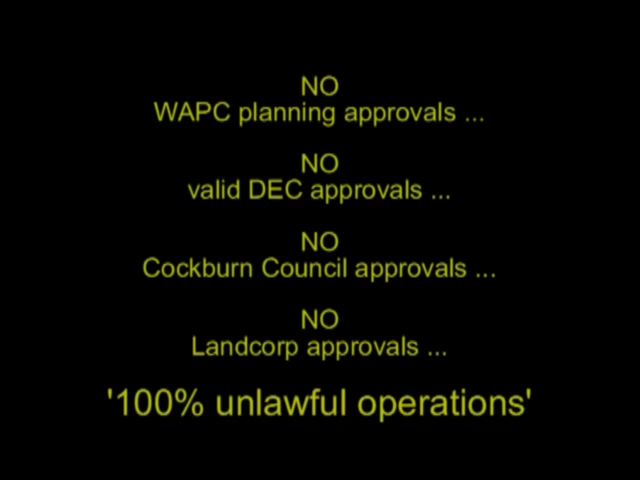 NO
WAPC planning approvals ...
NO
valid DEC approvals ...
NO
Cockburn Council approvals ...
NO
Landcorp approvals ...
'100% unlawful operations'